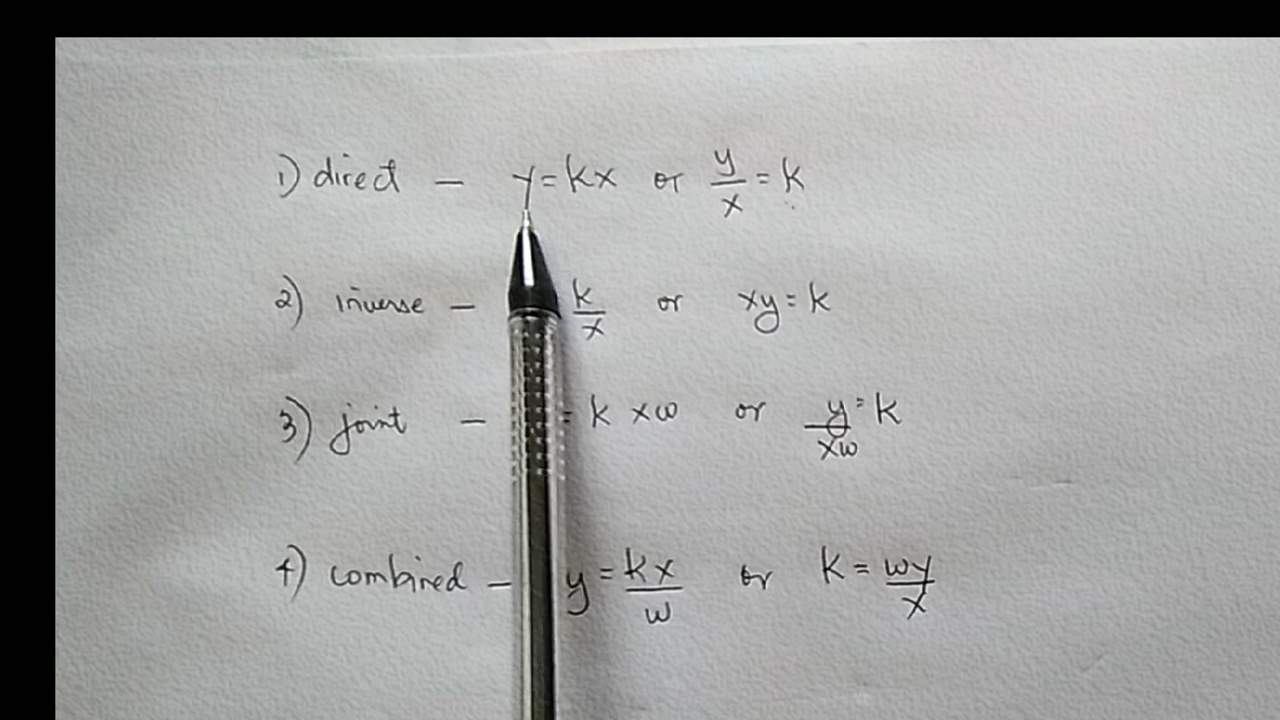 1) direct – y = kx or y/x = k
2) inverse – k/x or xy = k
3) joint – = k xw or y/xw = k
4) combined – y = kx/w or k = wy/x